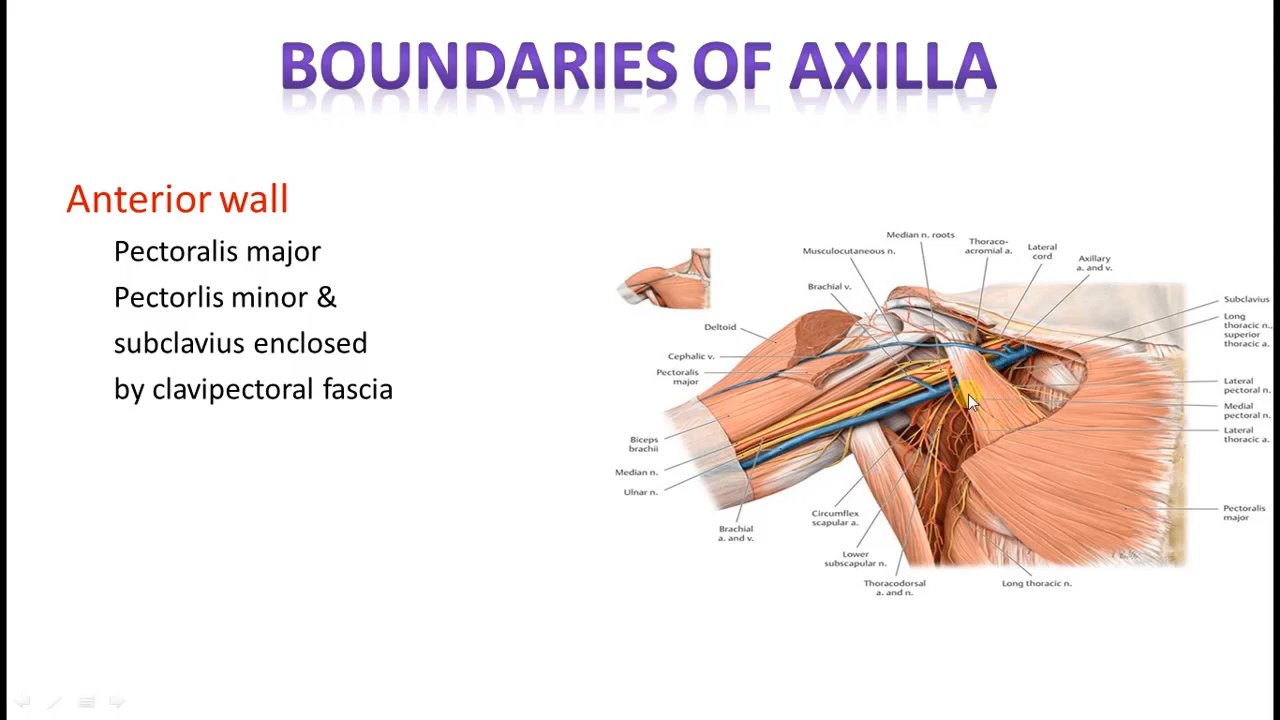 BOUNDARIES OF AXILLA
Anterior wall
Pectoralis major
Pectorlis minor &
subclavius enclosed
by clavipectoral fascia
Median n. roots
Musculocutaneous n.
Thoraco-
acromial a.
Lateral
cord
Axillary
a. and v.
Brachial v.
Deltoid
Cephalic v.
Pectoralis
major
Biceps
brachii
Median n.
Ulnar n.
Brachial
a. and v.
Circumflex
scapular a.
Lower
subscapular n.
Thoracodorsal
a. and n.
Long thoracic n.
Subclavius
Long
thoracic n.,
superior
thoracic a.
Lateral
pectoral n.
Medial
pectoral n.
Lateral
thoracic a.
Pectoralis
major